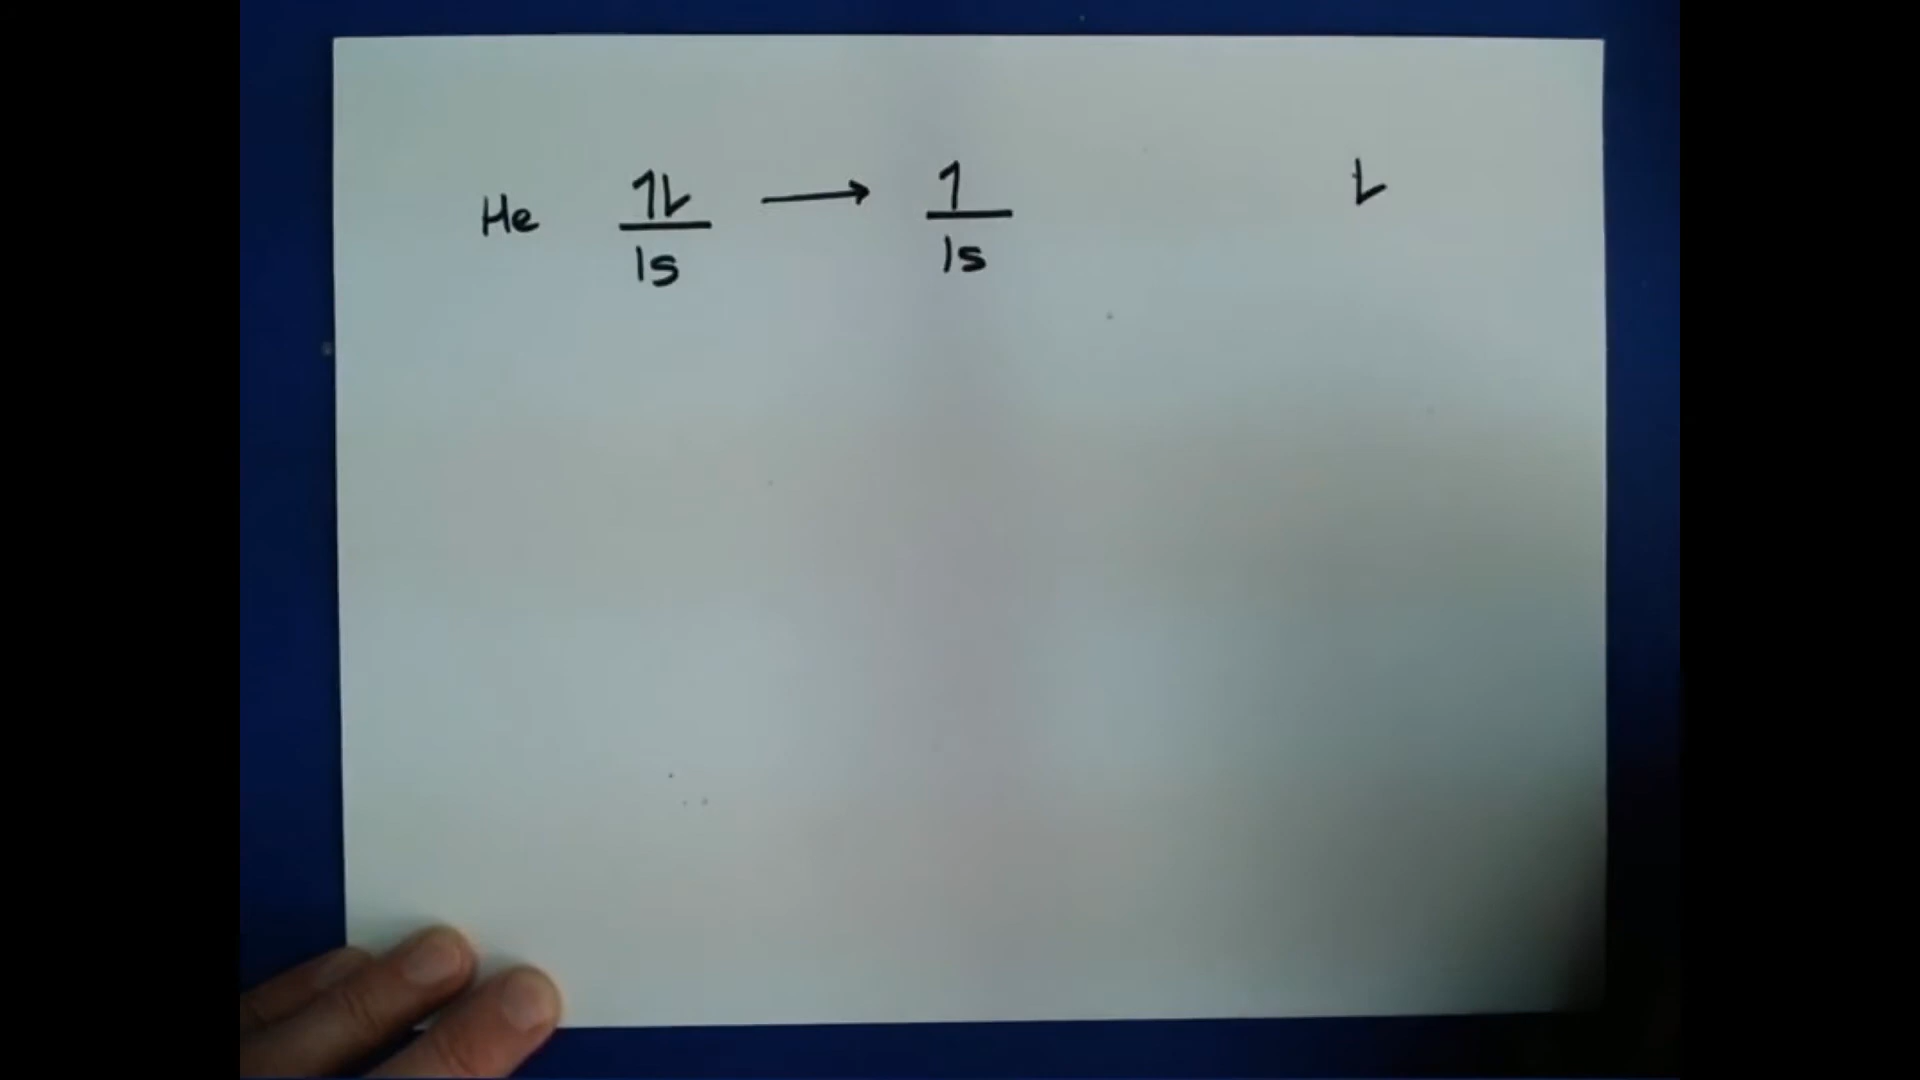 He ↿⇂ → ↿ ⇂
1s 1s